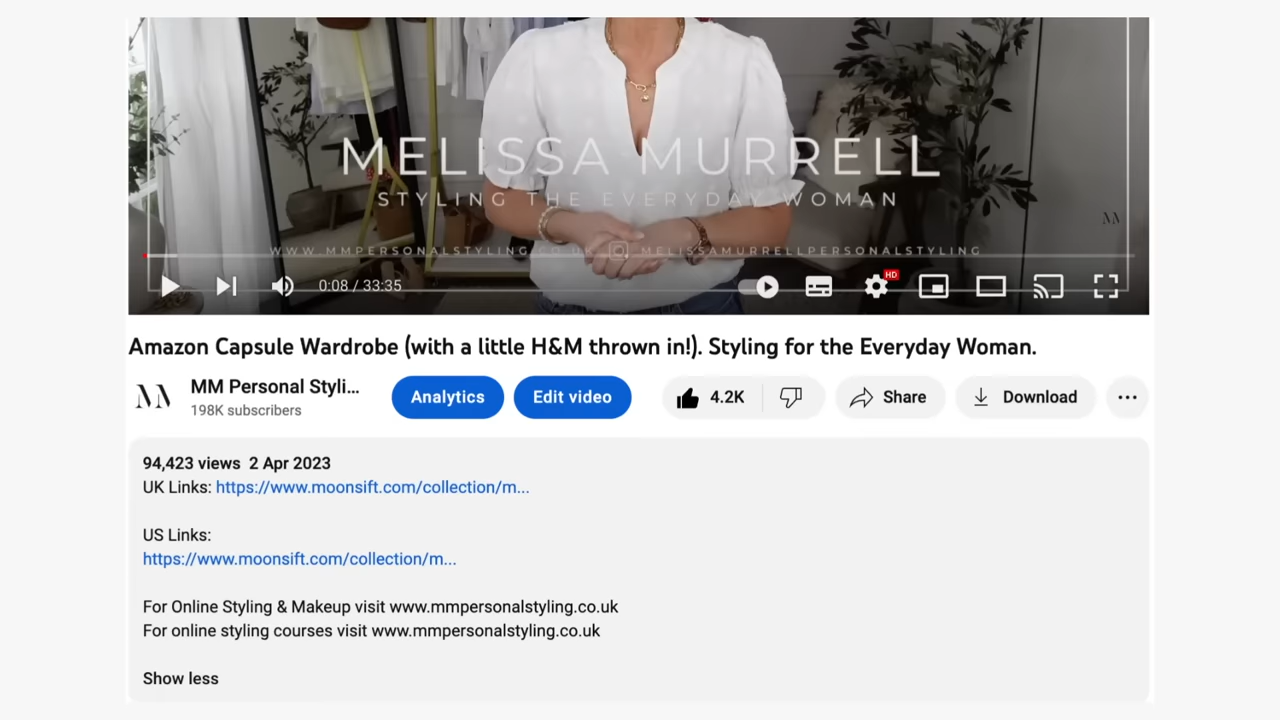 MELISSA MURRELL
STYLING THE EVERYDAY WOMAN
WWW.MMPERSONALSTYLING.CO.UK MELISSAMURRELLPERSONALSTYLING
0:08 / 33:35
HD
Amazon Capsule Wardrobe (with a little H&M thrown in!). Styling for the Everyday Woman.
MM Personal Styli...
198K subscribers
Analytics
Edit video
4.2K
Share
Download
94,423 views 2 Apr 2023
UK Links: https://www.moonsift.com/collection/m...
US Links:
https://www.moonsift.com/collection/m...
For Online Styling & Makeup visit www.mmpersonalstyling.co.uk
For online styling courses visit www.mmpersonalstyling.co.uk
Show less